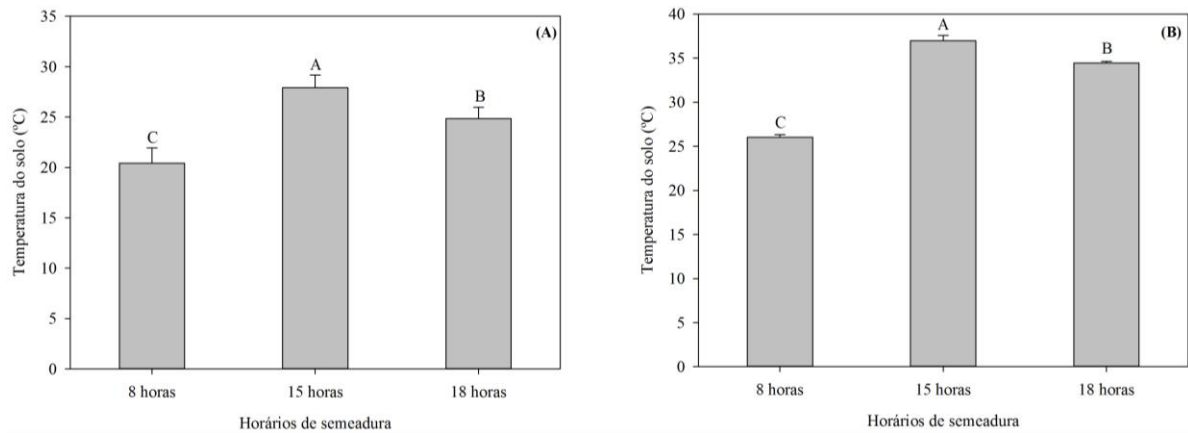 (A)
Temperatura do solo (ºC)
35
30
25
20
15
10
5
0
C
A
B
8 horas
15 horas
18 horas
Horários de semeadura
(B)
Temperatura do solo (ºC)
40
35
30
25
20
15
10
5
0
C
A
B
8 horas
15 horas
18 horas
Horários de semeadura